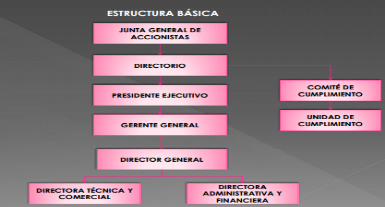 ESTRUCTURA BÁSICA
JUNTA GENERAL DE
ACCIONISTAS
DIRECTORIO
PRESIDENTE EJECUTIVO
GERENTE GENERAL
DIRECTOR GENERAL
DIRECTORA TÉCNICA Y
COMERCIAL
DIRECTORA
ADMINISTRATIVA Y
FINANCIERA
COMITÉ DE
CUMPLIMIENTO
UNIDAD DE
CUMPLIMIENTO